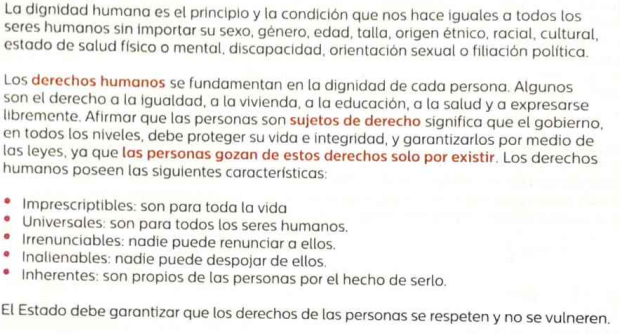 La dignidad humana es el principio y la condición que nos hace iguales a todos los
seres humanos sin importar su sexo, género, edad, talla, origen étnico, racial, cultural,
estado de salud físico o mental, discapacidad, orientación sexual o filiación política.
Los derechos humanos se fundamentan en la dignidad de cada persona. Algunos
son el derecho a la igualdad, a la vivienda, a la educación, a la salud y a expresarse
libremente. Afirmar que las personas son sujetos de derecho significa que el gobierno,
en todos los niveles, debe proteger su vida e integridad, y garantizarlos por medio de
las leyes, ya que las personas gozan de estos derechos solo por existir. Los derechos
humanos poseen las siguientes características:
• Imprescriptibles: son para toda la vida
• Universales: son para todos los seres humanos.
• Irrenunciables: nadie puede renunciar a ellos.
• Inalienables: nadie puede despojar de ellos.
• Inherentes: son propios de las personas por el hecho de serlo.
El Estado debe garantizar que los derechos de las personas se respeten y no se vulneren.